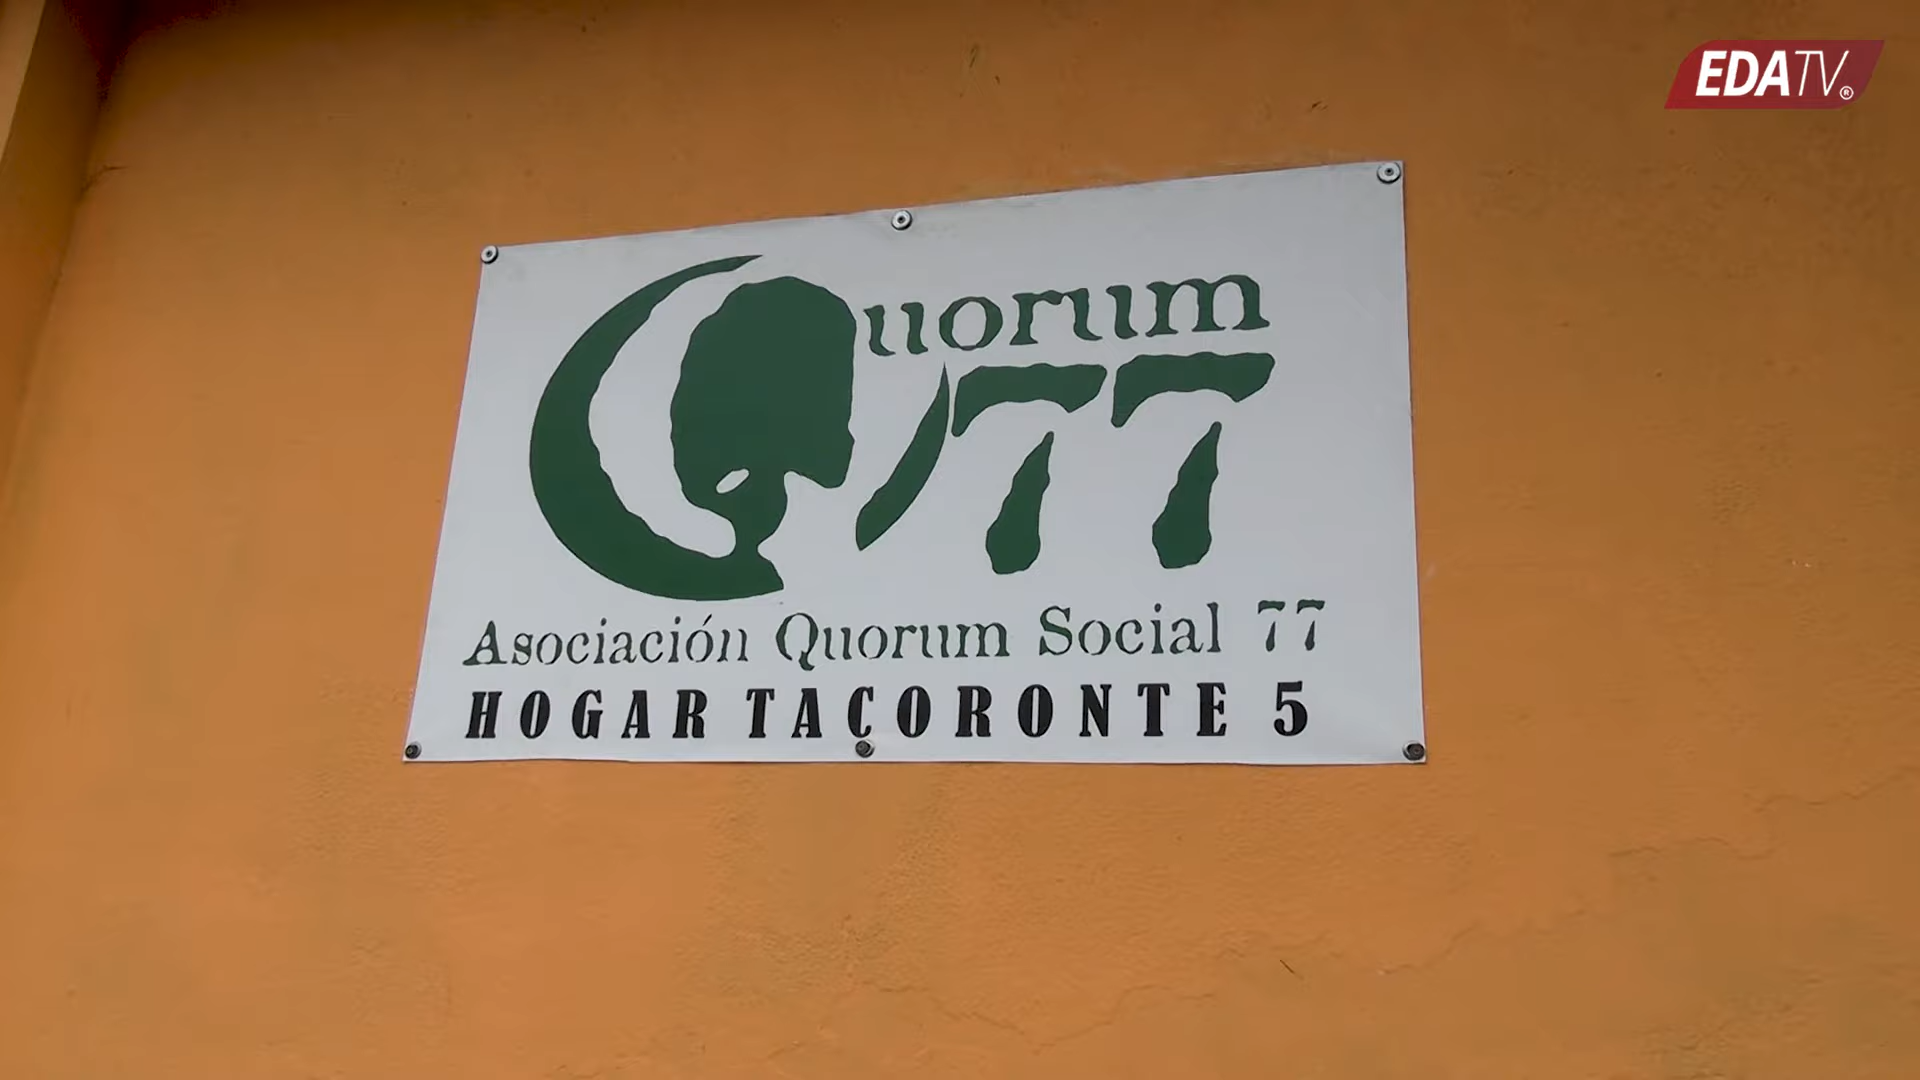 EDATV®
Quorum
77
Asociación Quorum Social 77
HOGAR TACORONTE 5